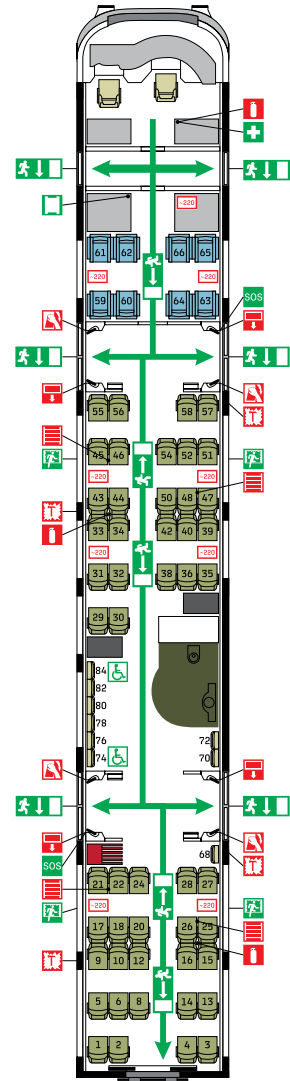 ~220
61 62 66 65
~220 ~220
59 60 64 63
SOS
55 56 58 57
T
45 46 54 52 51
~220 ~220
43 44 50 48 47
T
33 34 42 40 39
~220 ~220
31 32 38 36 35
29 30
84
82
80
78
76 72
74 70
68
SOS
T
21 22 24 28 27
~220 ~220
17 18 20 26 25
T
9 10 12 16 15
5 6 8 14 13
1 2 4 3